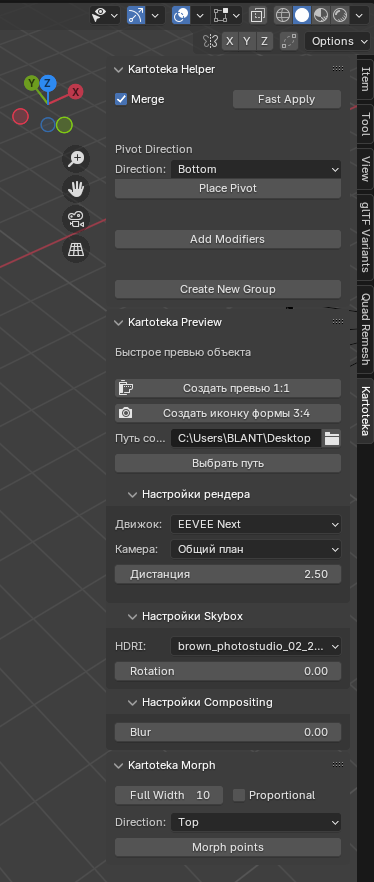 X Y Z Options
Kartoteka Helper
Merge Fast Apply
Pivot Direction
Direction: Bottom
Place Pivot
Add Modifiers
Create New Group
Kartoteka Preview
Быстрое превью объекта
Создать превью 1:1
Создать иконку формы 3:4
Путь со... C:\Users\BLANT\Desktop
Выбрать путь
Настройки рендера
Движок: EEVEE Next
Камера: Общий план
Дистанция 2.50
Настройки Skybox
HDRI: brown_photostudio_02_2...
Rotation 0.00
Настройки Compositing
Blur 0.00
Kartoteka Morph
Full Width 10 Proportional
Direction: Top
Morph points
Y Z X
Item
Tool
View
glTF Variants
Quad Remesh
Kartoteka